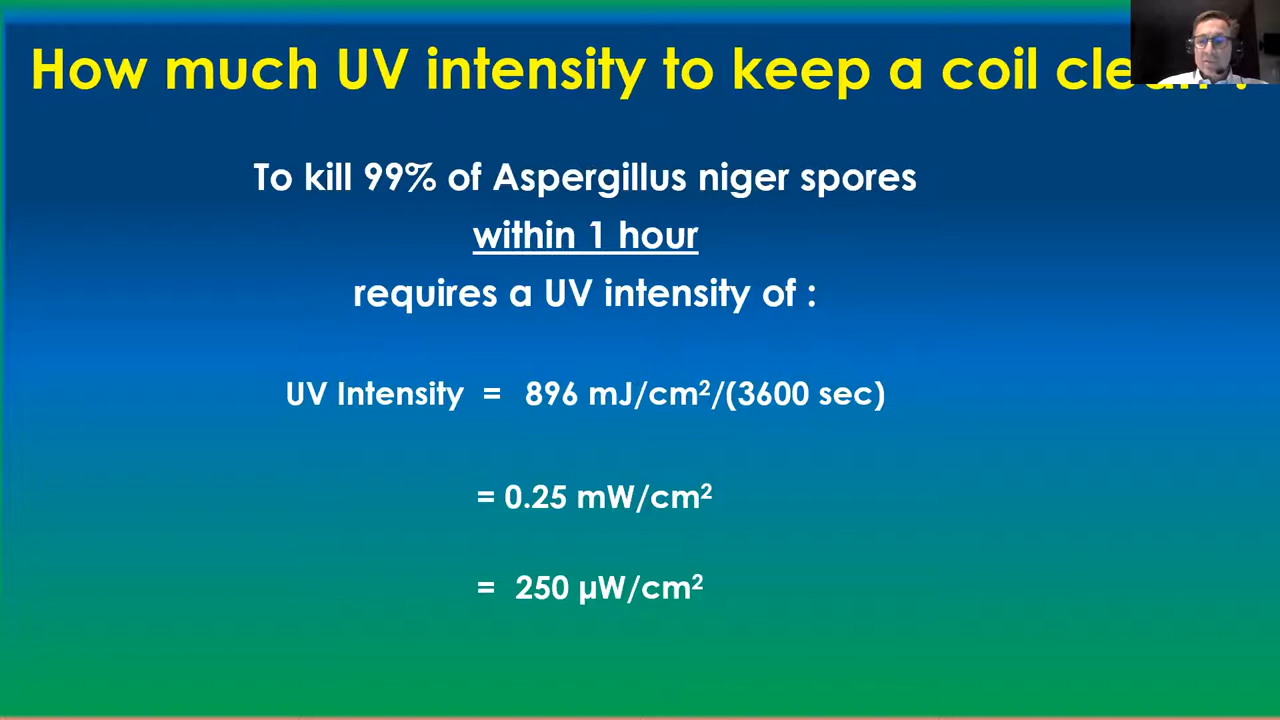 How much UV intensity to keep a coil
To kill 99% of Aspergillus niger spores
within 1 hour
requires a UV intensity of :
UV Intensity = 896 mJ/cm²/(3600 sec)
= 0.25 mW/cm²
= 250 µW/cm²